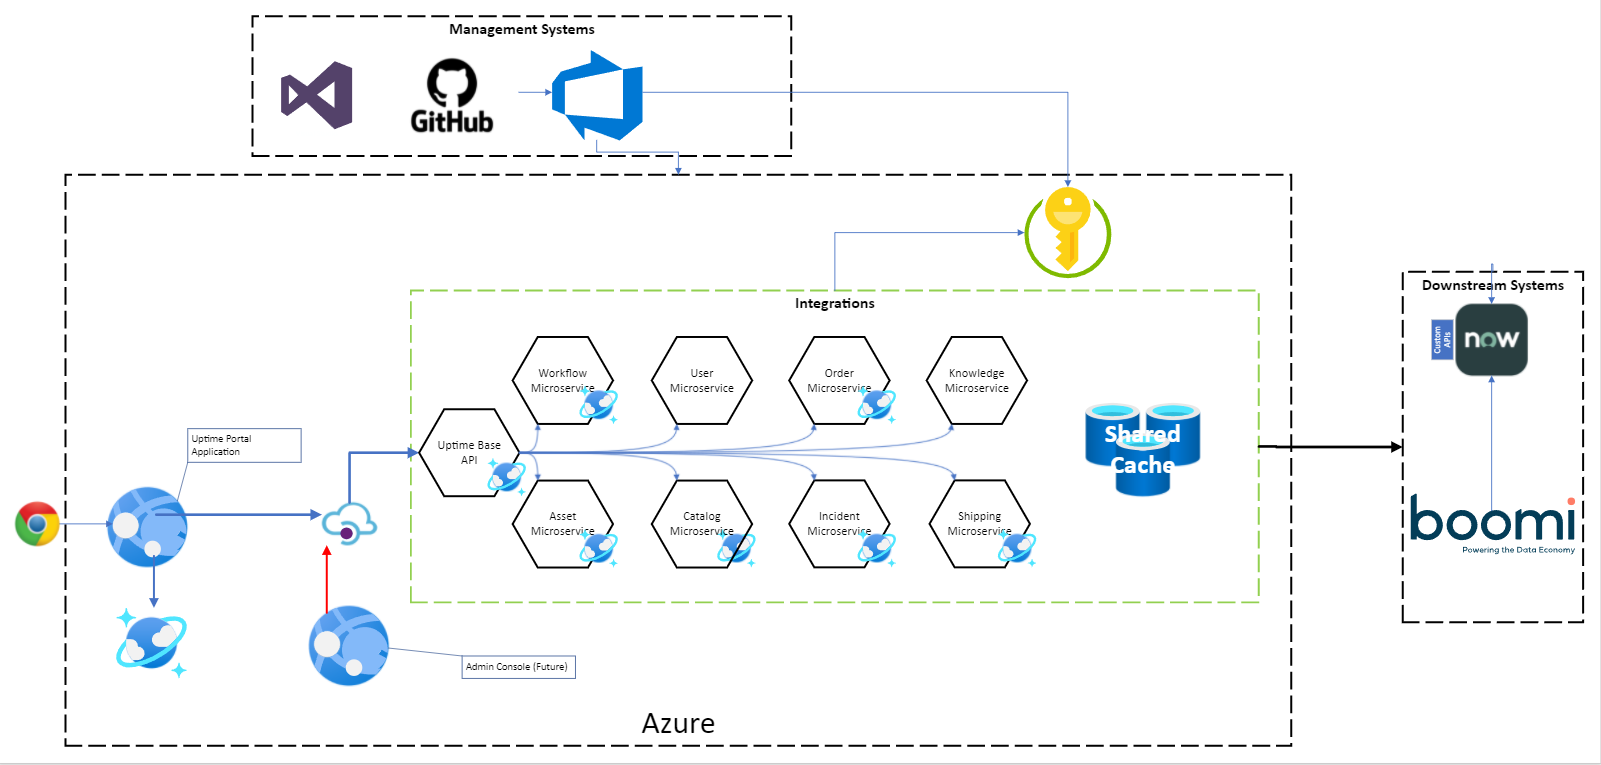 Management Systems
GitHub
Integrations
Downstream Systems
Custom
APIs
now
Workflow
Microservice
User
Microservice
Order
Microservice
Knowledge
Microservice
Uptime Portal
Application
Uptime Base
API
Shared
Cache
Asset
Microservice
Catalog
Microservice
Incident
Microservice
Shipping
Microservice
boomi
Powering the Data Economy
Admin Console (Future)
Azure